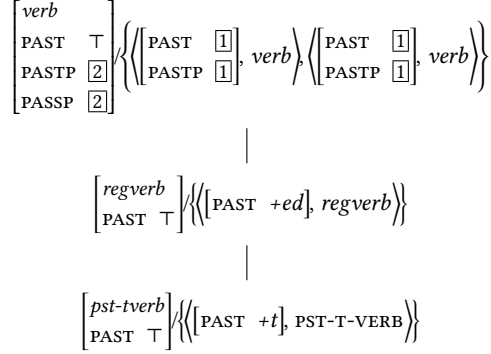 verb
PAST ⊤
PASTP 2
PASSP 2
/{⟨[PAST 1
PASTP 1], verb⟩, ⟨[PAST 1
PASTP 1], verb⟩}
regverb
PAST ⊤
/{⟨[PAST +ed], regverb⟩}
pst-tverb
PAST ⊤
/{⟨[PAST +t], PST-T-VERB⟩}